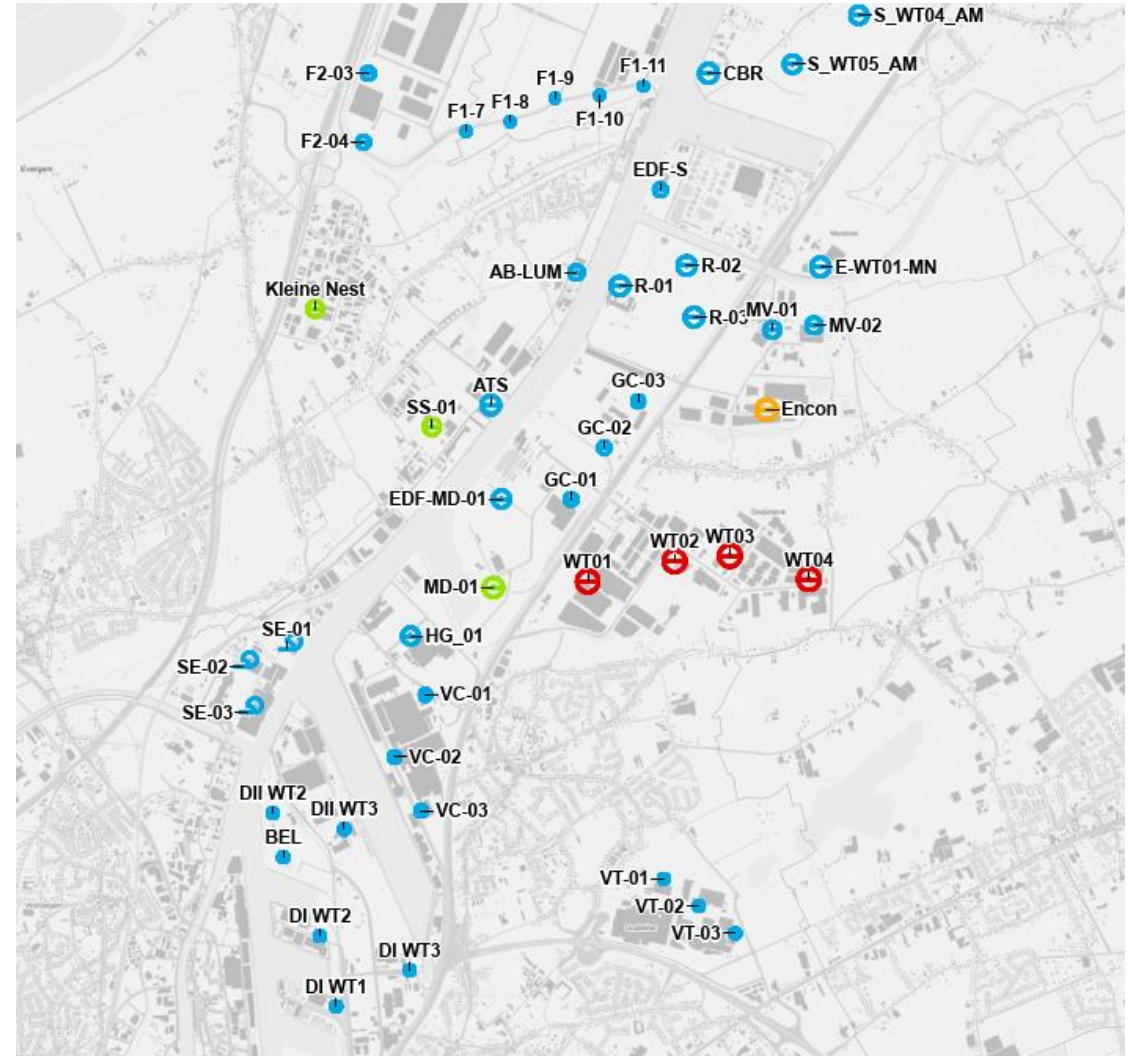 S_WT04_AM
F1-11
F2-03
F1-9
CBR
S_WT05_AM
F1-8
F1-7
F1-10
F2-04
Evergem
EDF-S
R-02
E-WT01-MN
AB-LUM
Kleine Nest
R-01
MV-01
R-03
MV-02
GC-03
ATS
SS-01
Encon
GC-02
GC-01
EDF-MD-01
WT03
WT02
WT01
WT04
MD-01
SE-01
HG_01
SE-02
VC-01
SE-03
VC-02
DII WT2
DII WT3
VC-03
BEL
VT-01
VT-02
DI WT2
VT-03
DI WT3
DI WT1